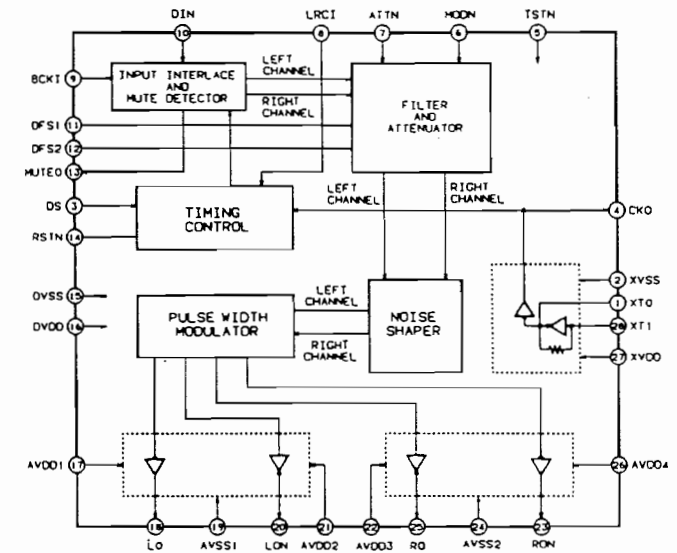 DIN LRCI ATTN MODN TSTN
10 8 7 6 5
BCKI 9
INPUT INTERLACE
AND
MUTE DETECTOR
LEFT
CHANNEL
RIGHT
CHANNEL
FILTER
AND
ATTENUATOR
DFS1 11
DFS2 12
MUTEO 13
DS 3
RSTN 14
TIMING
CONTROL
LEFT
CHANNEL
RIGHT
CHANNEL
4 CKO
2 XVSS
1 XTO
28 XTI
27 XVDD
DVSS 15
DVDD 16
PULSE WIDTH
MODULATOR
LEFT
CHANNEL
RIGHT
CHANNEL
NOISE
SHAPER
AVDD1 17
26 AVDD4
18 19 20 21 22 25 24 23
LO AVSS1 LON AVDD2 AVDD3 RO AVSS2 RON